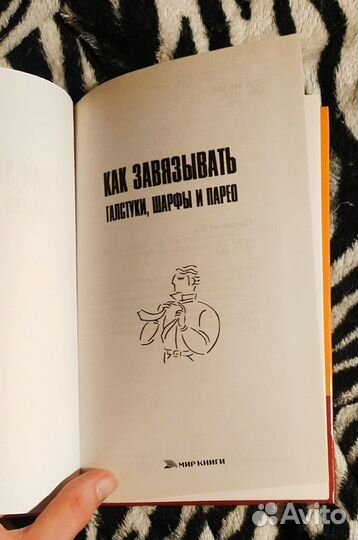 КАК ЗАВЯЗЫВАТЬ
ГАЛСТУКИ, ШАРФЫ И ПАРЕО
МИР КНИГИ
Avito